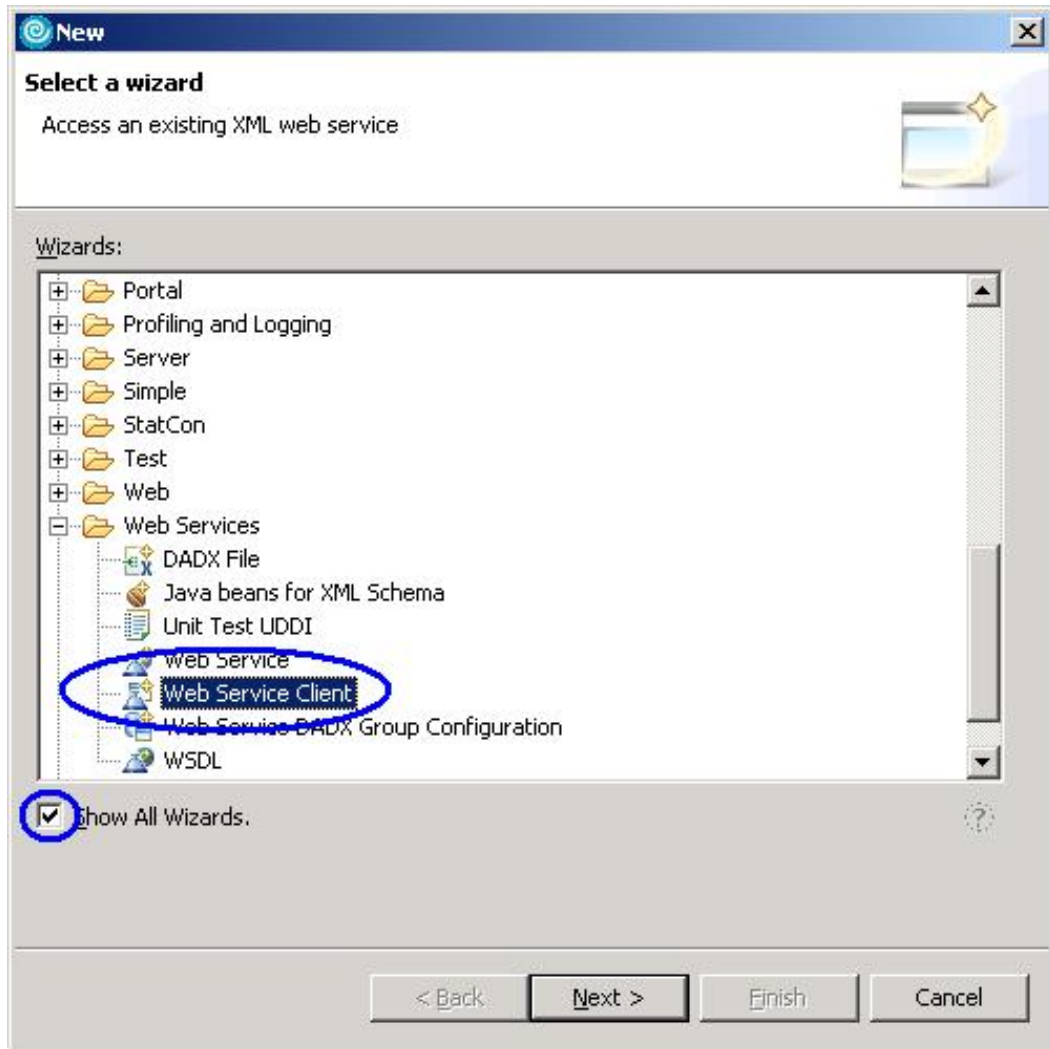 New
Select a wizard
Access an existing XML web service
Wizards:
Portal
Profiling and Logging
Server
Simple
StatCon
Test
Web
Web Services
DADX File
Java beans for XML Schema
Unit Test UDDI
Web Service
Web Service Client
Web Service DADX Group Configuration
WSDL
Show All Wizards.
?
< Back Next > Finish Cancel